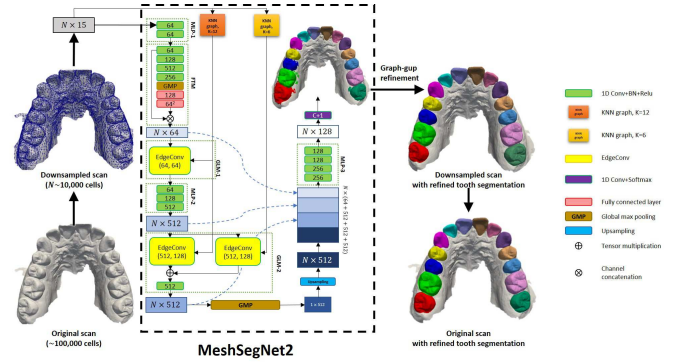 N × 15
64
64
MLP-1
KNN
graph,
K=12
KNN
graph,
K=6
64
128
512
256
GMP
128
64²
FTM
N × 64
EdgeConv
(64, 64)
GLM-1
64
128
512
MLP-2
N × 512
EdgeConv
(512, 128)
EdgeConv
(512, 128)
GLM-2
512
N × 512
GMP
1 × 512
Upsampling
N × 512
N × (64 + 512 + 512 + 512)
128
128
256
256
MLP-3
N × 128
C+1
MeshSegNet2
Downsampled scan
(N~10,000 cells)
Original scan
(~100,000 cells)
Graph-gup
refinement
Downsampled scan
with refined tooth segmentation
Original scan
with refined tooth segmentation
1D Conv+BN+Relu
KNN graph, K=12
KNN graph, K=6
EdgeConv
1D Conv+Softmax
Fully connected layer
GMP
Global max pooling
Upsampling
Tensor multiplication
Channel
concatenation